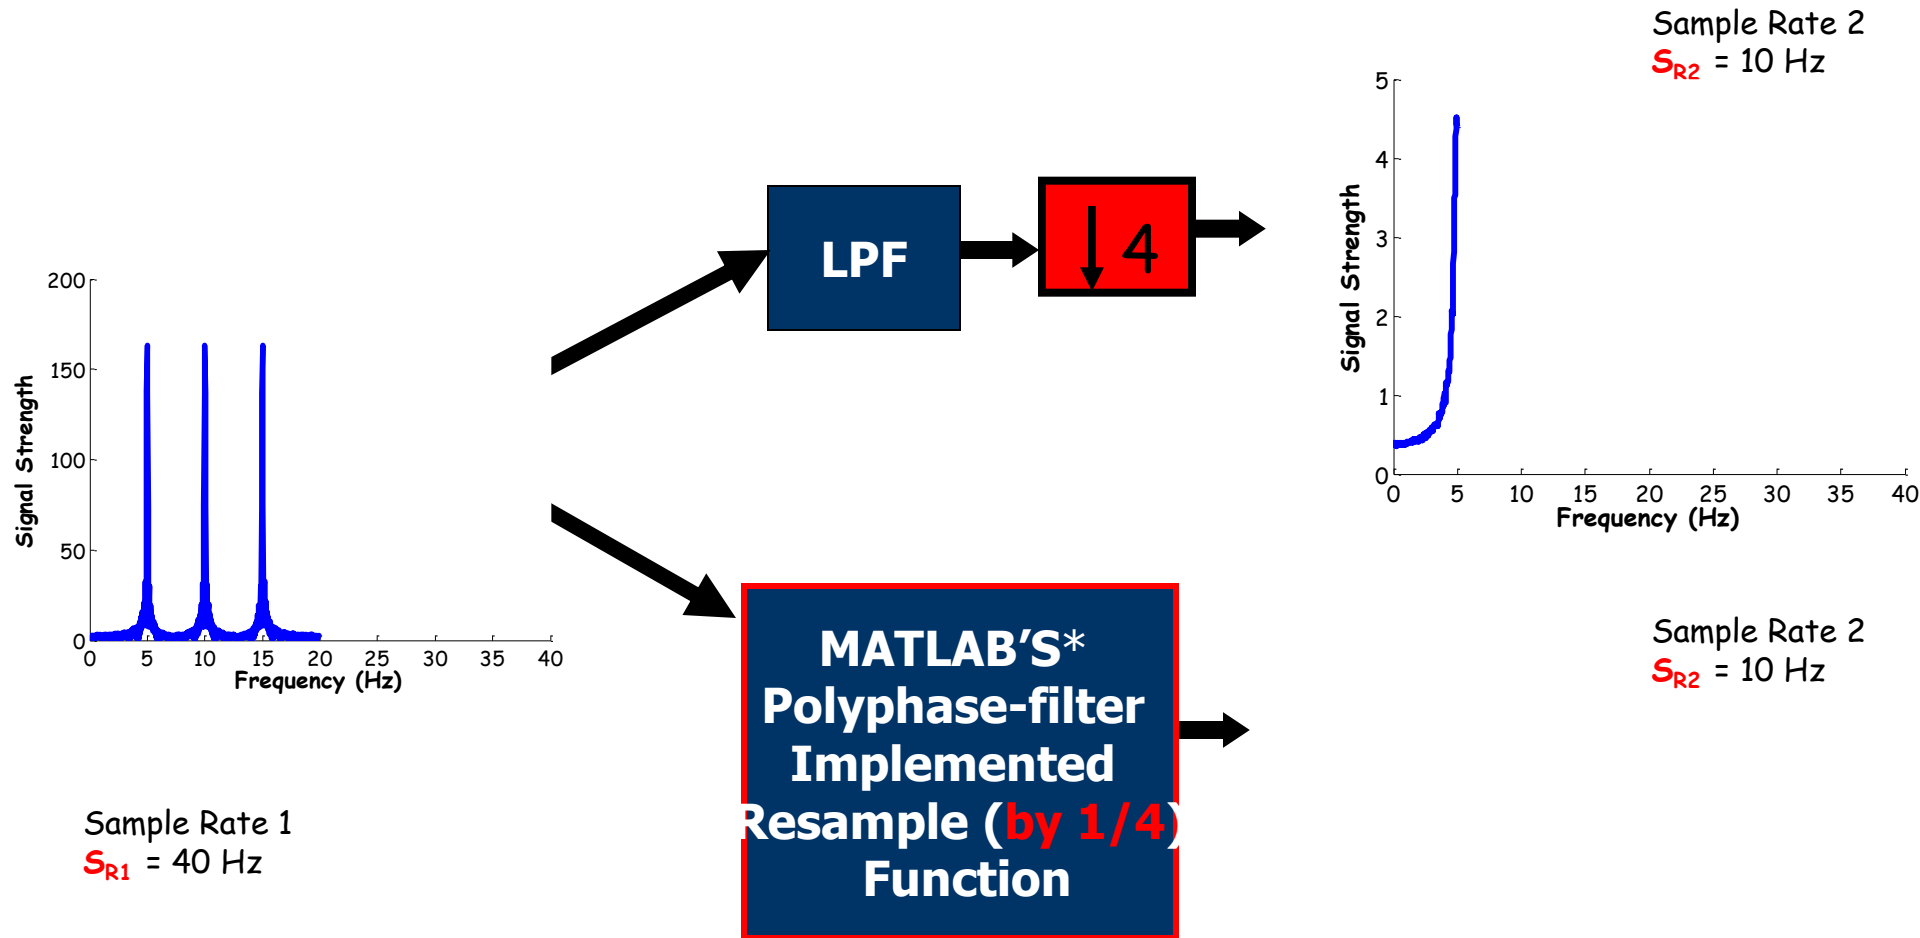 Sample Rate 2
SR2 = 10 Hz
5
4
3
2
1
0
Signal Strength
0 5 10 15 20 25 30 35 40
Frequency (Hz)
LPF
↓ 4
200
150
100
50
0
Signal Strength
0 5 10 15 20 25 30 35 40
Frequency (Hz)
Sample Rate 1
SR1 = 40 Hz
MATLAB'S*
Polyphase-filter
Implemented
Resample (by 1/4)
Function
Sample Rate 2
SR2 = 10 Hz